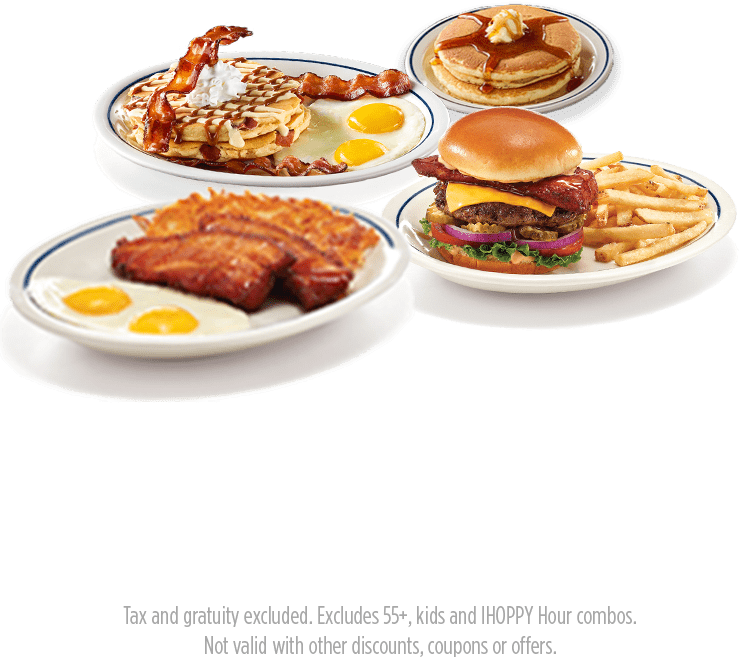 Tax and gratuity excluded. Excludes 55+, kids and IHOPPY Hour combos.
Not valid with other discounts, coupons or offers.